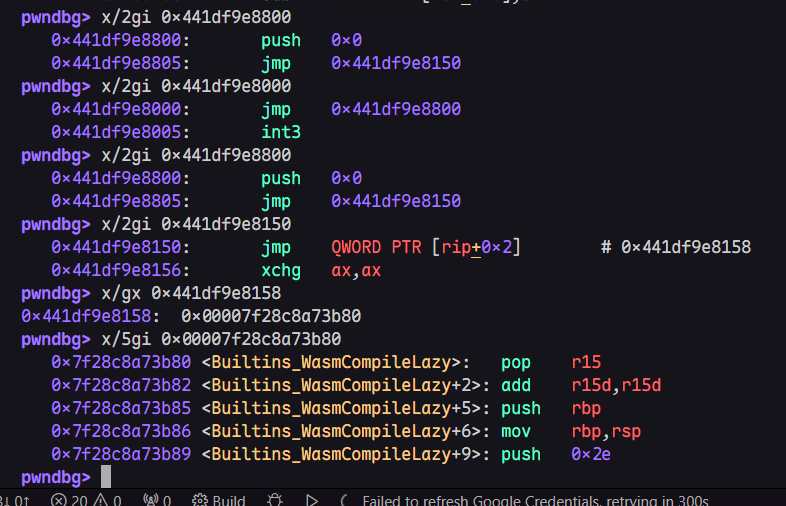 pwndbg> x/2gi 0x441df9e8800
0x441df9e8800: push 0x0
0x441df9e8805: jmp 0x441df9e8150
pwndbg> x/2gi 0x441df9e8000
0x441df9e8000: jmp 0x441df9e8800
0x441df9e8005: int3
pwndbg> x/2gi 0x441df9e8800
0x441df9e8800: push 0x0
0x441df9e8805: jmp 0x441df9e8150
pwndbg> x/2gi 0x441df9e8150
0x441df9e8150: jmp QWORD PTR [rip+0x2] # 0x441df9e8158
0x441df9e8156: xchg ax,ax
pwndbg> x/gx 0x441df9e8158
0x441df9e8158: 0x00007f28c8a73b80
pwndbg> x/5gi 0x00007f28c8a73b80
0x7f28c8a73b80 <Builtins_WasmCompileLazy>: pop r15
0x7f28c8a73b82 <Builtins_WasmCompileLazy+2>: add r15d,r15d
0x7f28c8a73b85 <Builtins_WasmCompileLazy+5>: push rbp
0x7f28c8a73b86 <Builtins_WasmCompileLazy+6>: mov rbp,rsp
0x7f28c8a73b89 <Builtins_WasmCompileLazy+9>: push 0x2e
pwndbg>
0↑ 20 0 0 Build Failed to refresh Google Credentials, retrying in 300s